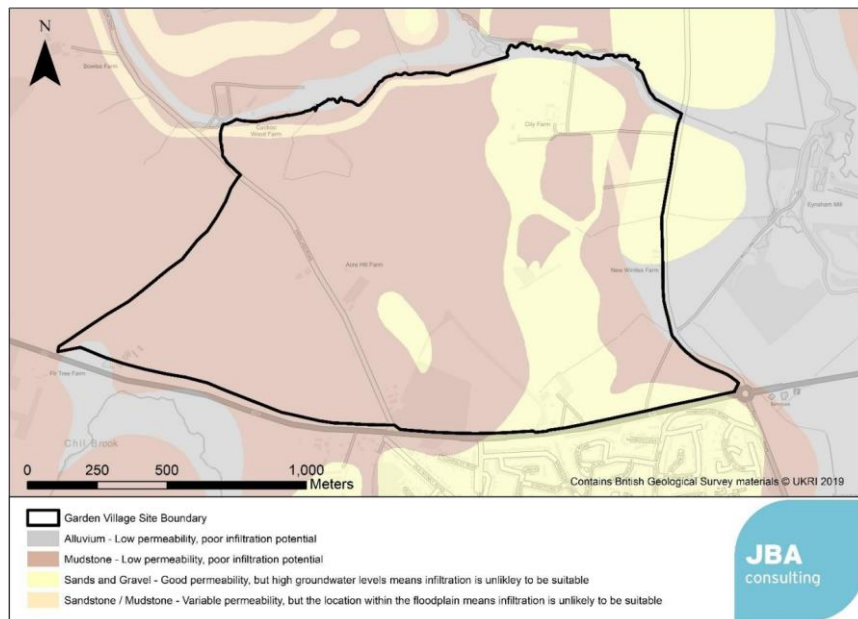 N
Bowles Farm
Cuckoo Wood Farm
City Farm
Eynsham Mill
Acre Hill Farm
New Wintles Farm
Fir Tree Farm
Chil Brook
0 250 500 1,000
Meters
Contains British Geological Survey materials © UKRI 2019
Garden Village Site Boundary
Alluvium - Low permeability, poor infiltration potential
Mudstone - Low permeability, poor infiltration potential
Sands and Gravel - Good permeability, but high groundwater levels means infiltration is unlikley to be suitable
Sandstone / Mudstone - Variable permeability, but the location within the floodplain means infiltration is unlikely to be suitable
JBA
consulting